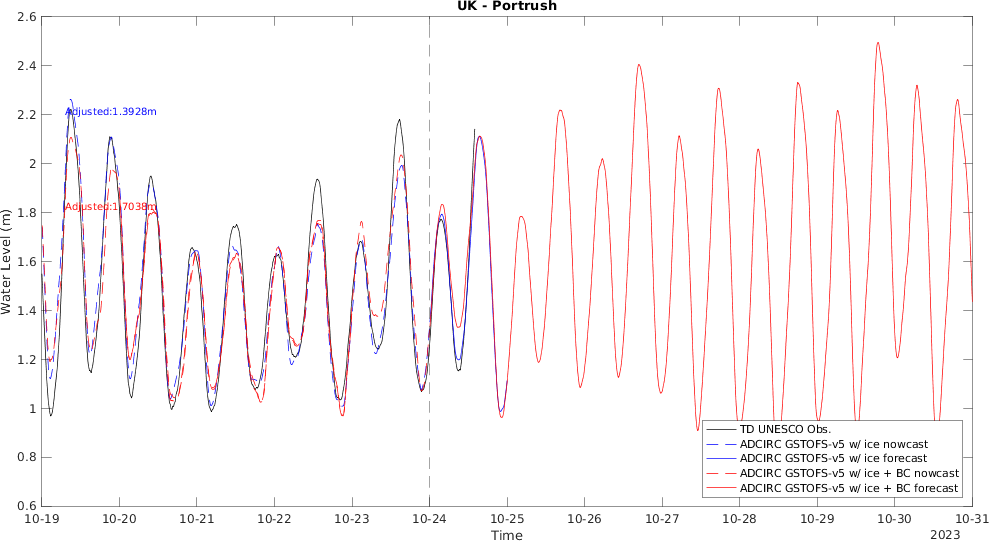 UK - Portrush
2.6
2.4
2.2
2
1.8
1.6
1.4
1.2
1
0.8
0.6
Water Level (m)
Adjusted:1.3928m
Adjusted:1.7038m
TD UNESCO Obs.
ADCIRC GSTOFS-v5 w/ ice nowcast
ADCIRC GSTOFS-v5 w/ ice forecast
ADCIRC GSTOFS-v5 w/ ice + BC nowcast
ADCIRC GSTOFS-v5 w/ ice + BC forecast
10-19 10-20 10-21 10-22 10-23 10-24 10-25 10-26 10-27 10-28 10-29 10-30 10-31
Time
2023